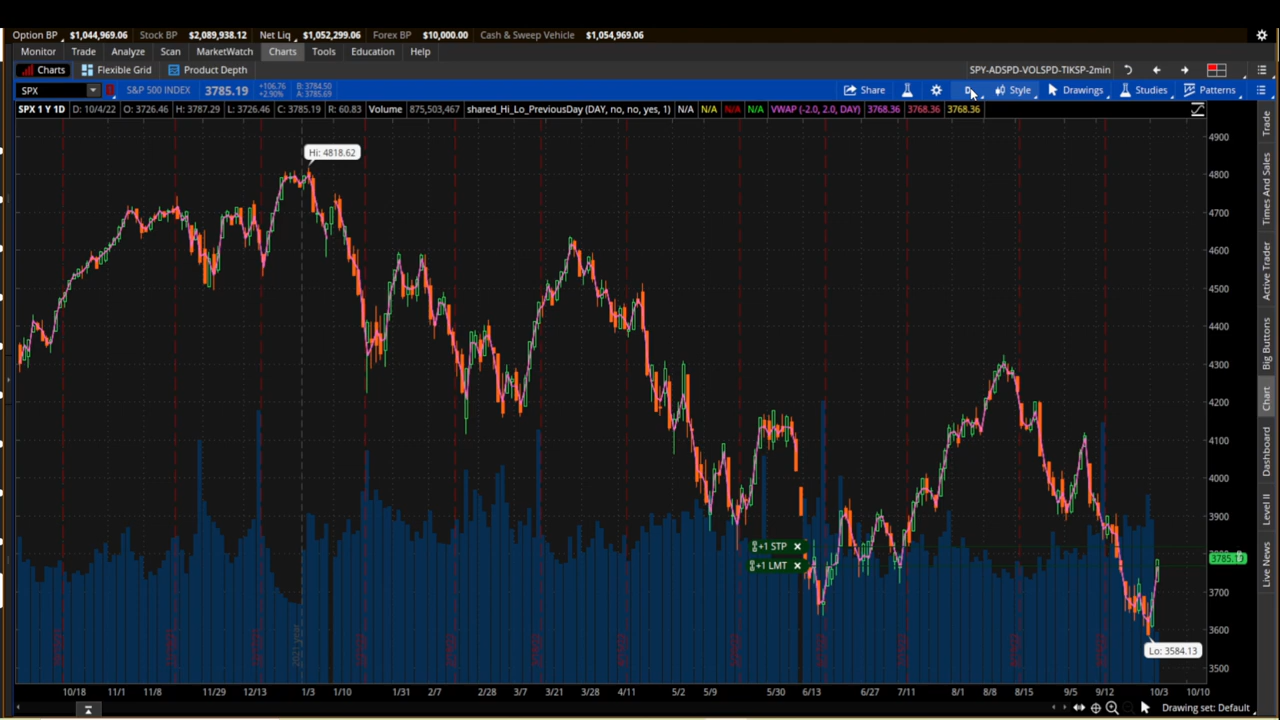 Option BP $1,044,969.06 Stock BP $2,089,938.12 Net Liq $1,052,299.06 Forex BP $10,000.00 Cash & Sweep Vehicle $1,054,969.06
Monitor Trade Analyze Scan MarketWatch Charts Tools Education Help
Charts Flexible Grid Product Depth SPY-ADSPD-VOLSPD-TIKSP-2min
SPX S&P 500 INDEX 3785.19 +106.76 +2.90% B: 3784.50 A: 3785.69 Share D Style Drawings Studies Patterns
SPX 1 Y 1D D: 10/4/22 O: 3726.46 H: 3787.29 L: 3726.46 C: 3785.19 R: 60.83 Volume 875,503,467 shared_Hi_Lo_PreviousDay (DAY, no, no, yes, 1) N/A N/A N/A N/A VWAP (-2.0, 2.0, DAY) 3768.36 3768.36 3768.36
Hi: 4818.62
4900
4800
4700
4600
4500
4400
4300
4200
4100
4000
3900
3800
3785.19
3700
3600
3500
+1 STP
+1 LMT
Lo: 3584.13
2021 year
10/18 11/1 11/8 11/29 12/13 1/3 1/10 1/31 2/7 2/28 3/7 3/21 3/28 4/11 5/2 5/9 5/30 6/13 6/27 7/11 8/1 8/8 8/15 9/5 9/12 10/3 10/10
Drawing set: Default
Trade
Times And Sales
Active Trader
Big Buttons
Chart
Dashboard
Level II
Live News